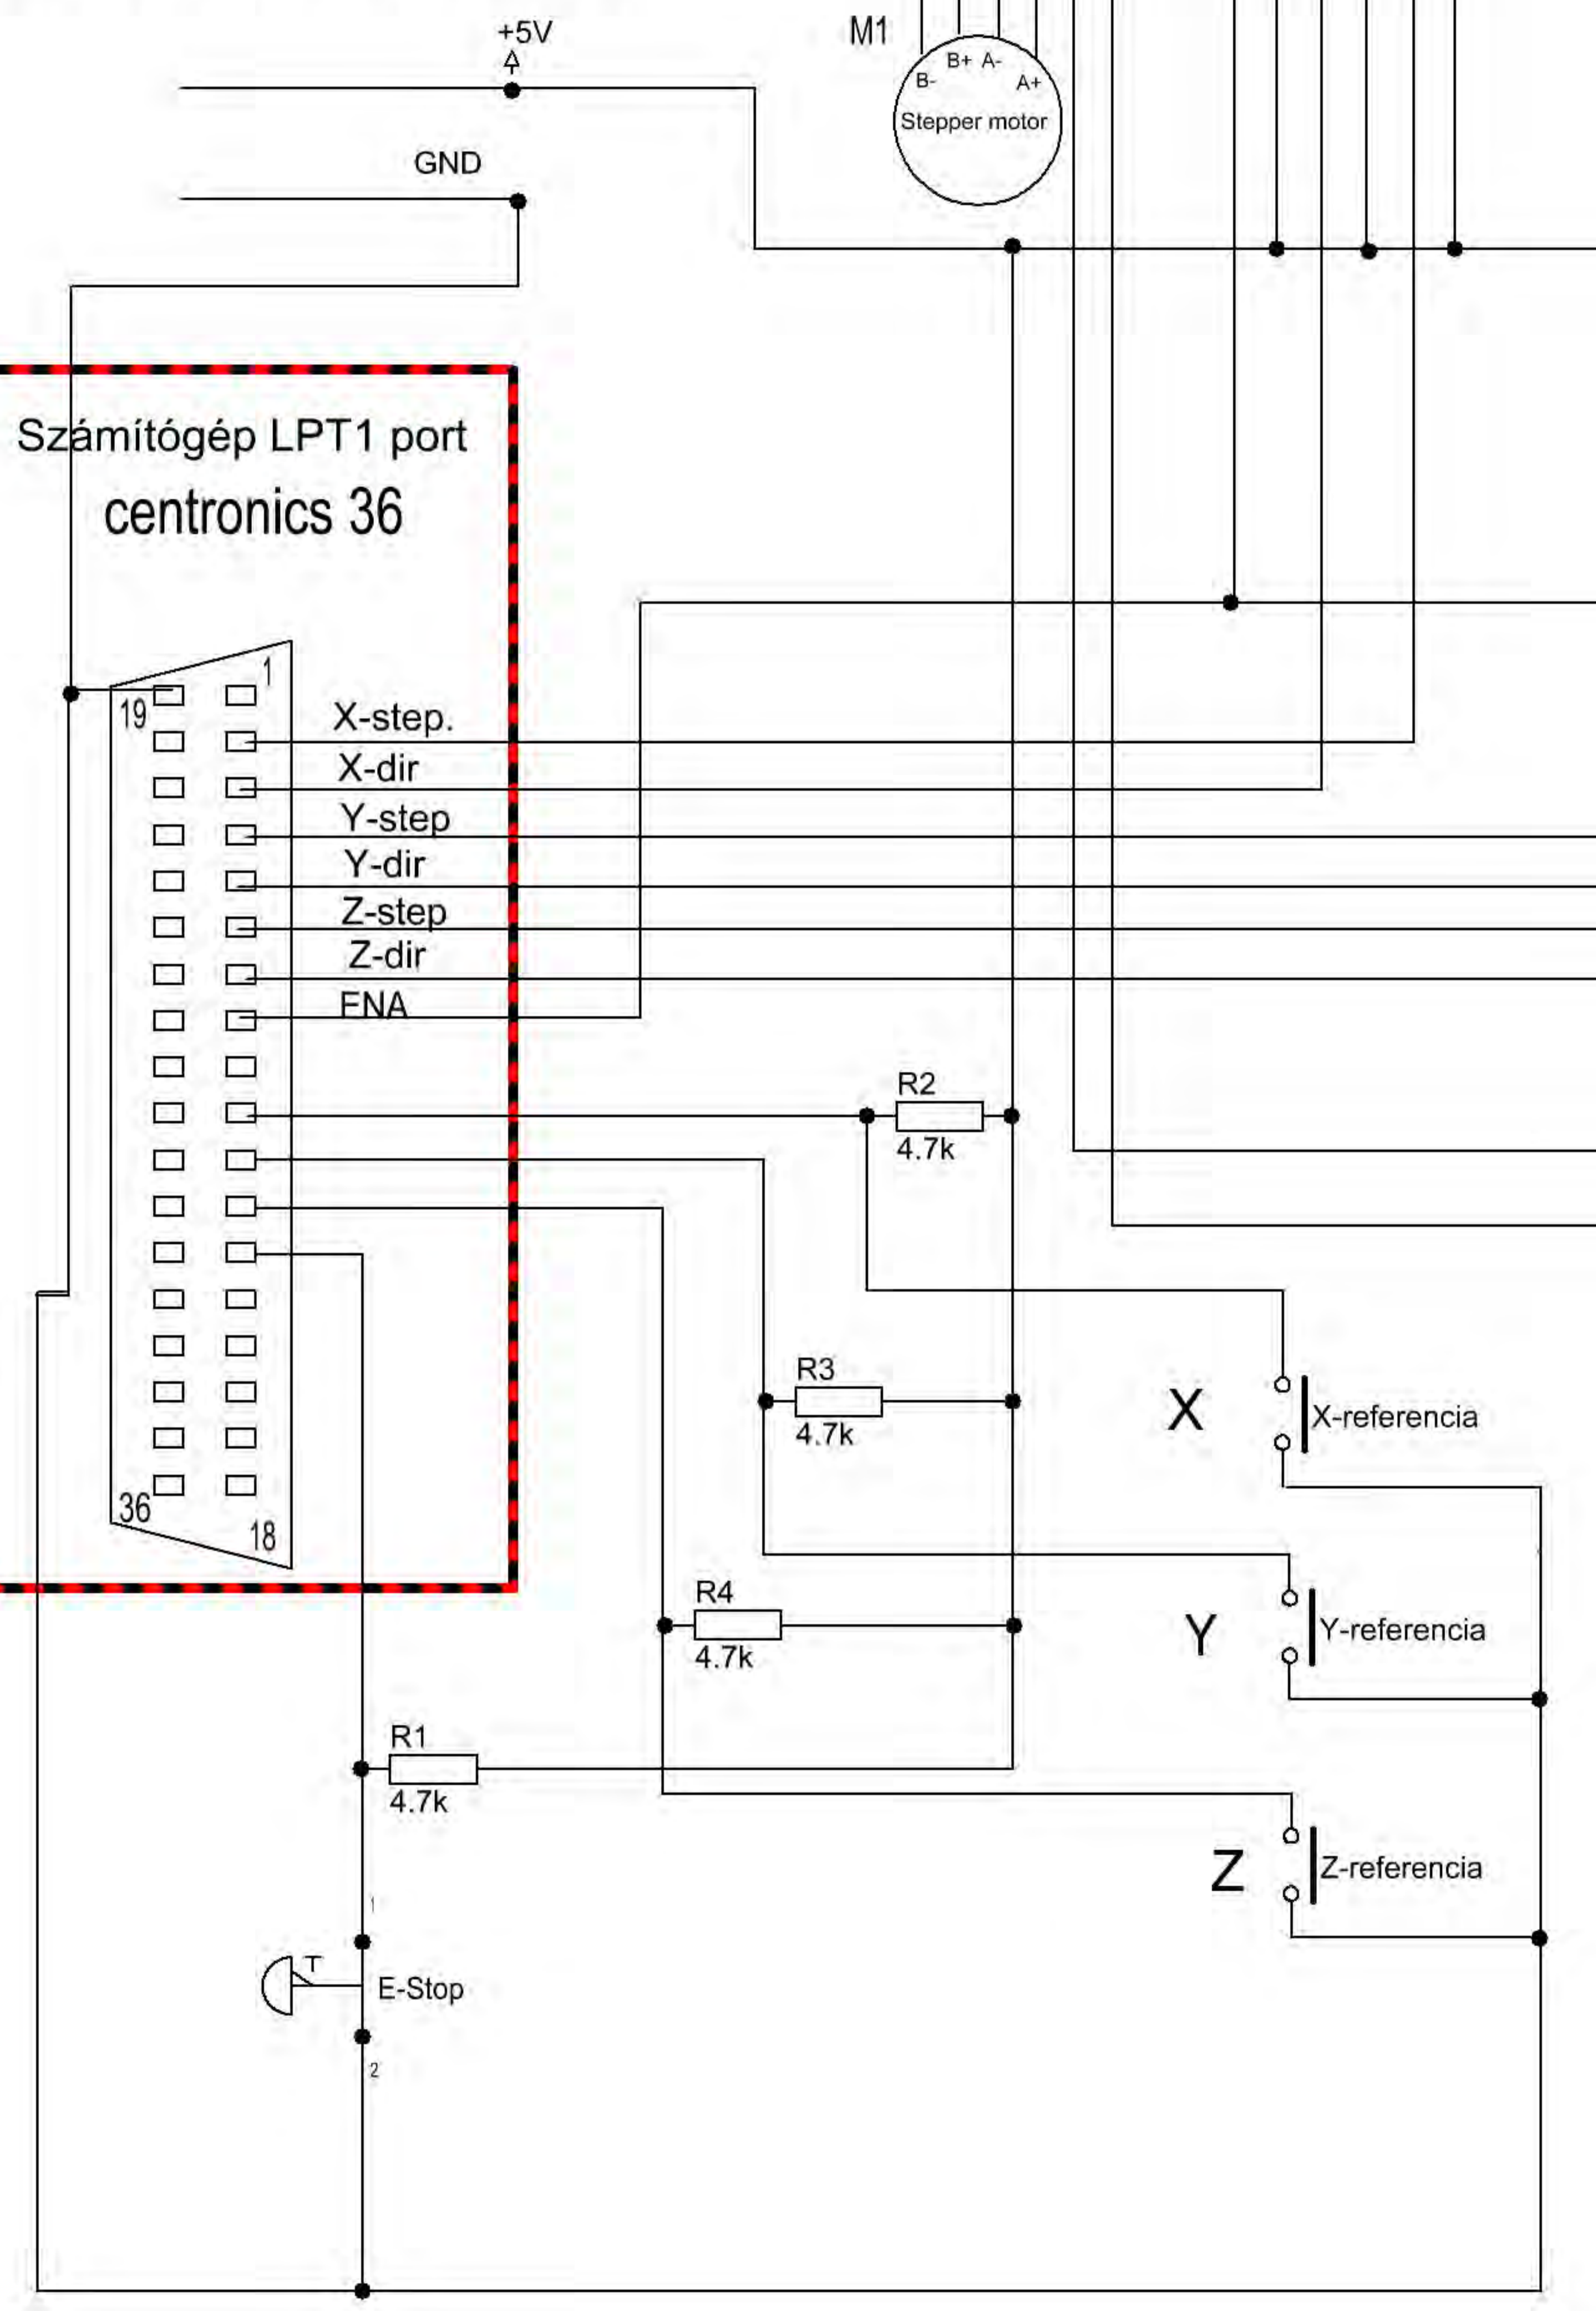 +5V
M1
B-
B+
A-
A+
Stepper motor
GND
Számítógép LPT1 port
centronics 36
1
19
X-step.
X-dir
Y-step
Y-dir
Z-step
Z-dir
ENA
R2
4.7k
R3
4.7k
X
X-referencia
36
18
R4
4.7k
Y
Y-referencia
R1
4.7k
Z
Z-referencia
1
T
E-Stop
2